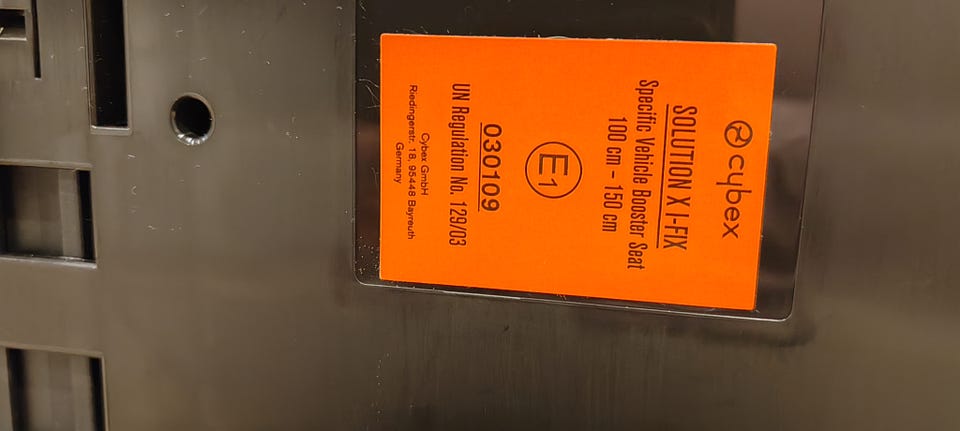 cybex
SOLUTION X I-FIX
Specific Vehicle Booster Seat
100 cm - 150 cm
E1
030109
UN Regulation No. 129/03
Cybex GmbH
Riedingerstr. 18, 95448 Bayreuth
Germany